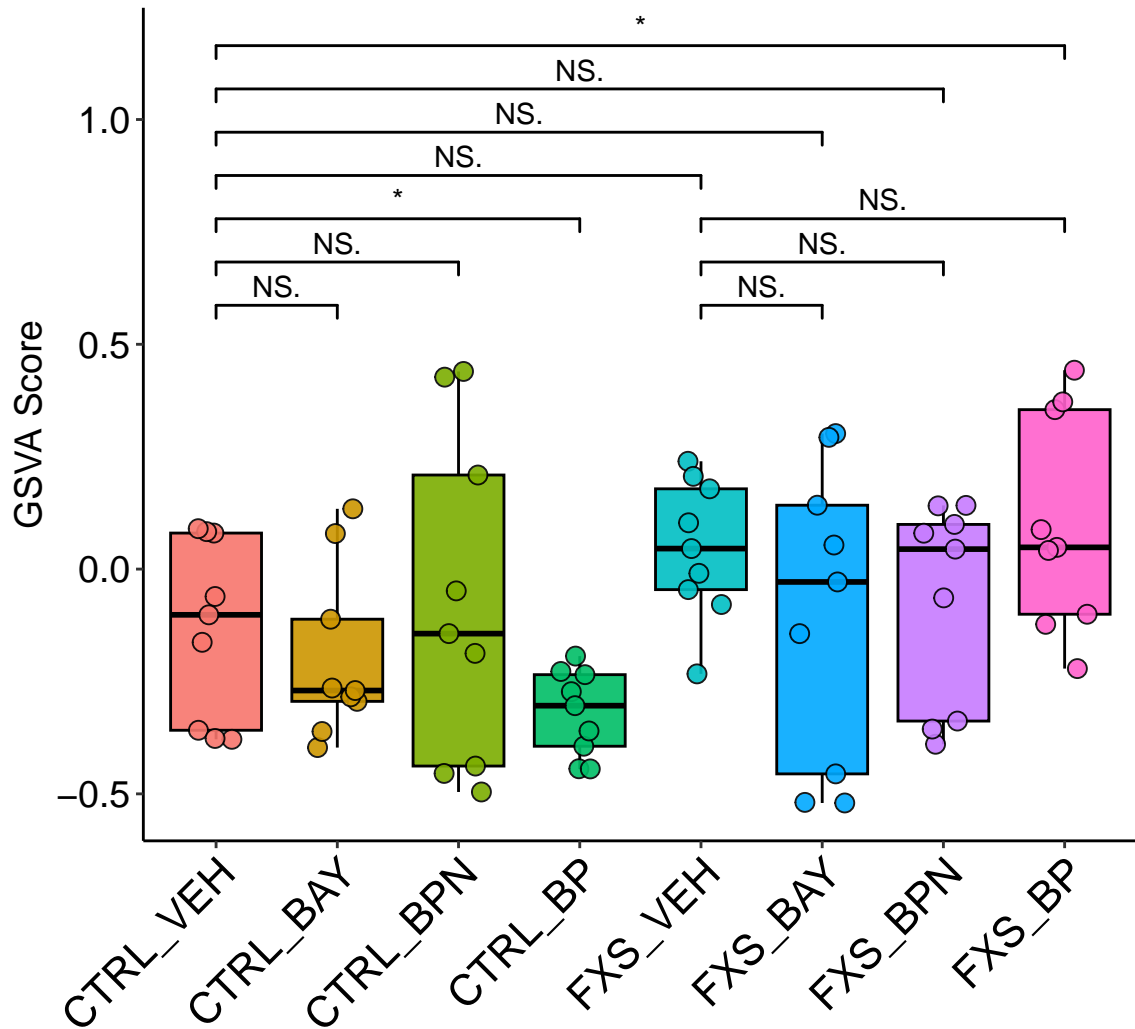 *
NS.
1.0
NS.
NS.
*
NS.
NS.
NS.
NS.
NS.
0.5
GSVA Score
0.0
−0.5
CTRL_VEH
CTRL_BAY
CTRL_BPN
CTRL_BP
FXS_VEH
FXS_BAY
FXS_BPN
FXS_BP